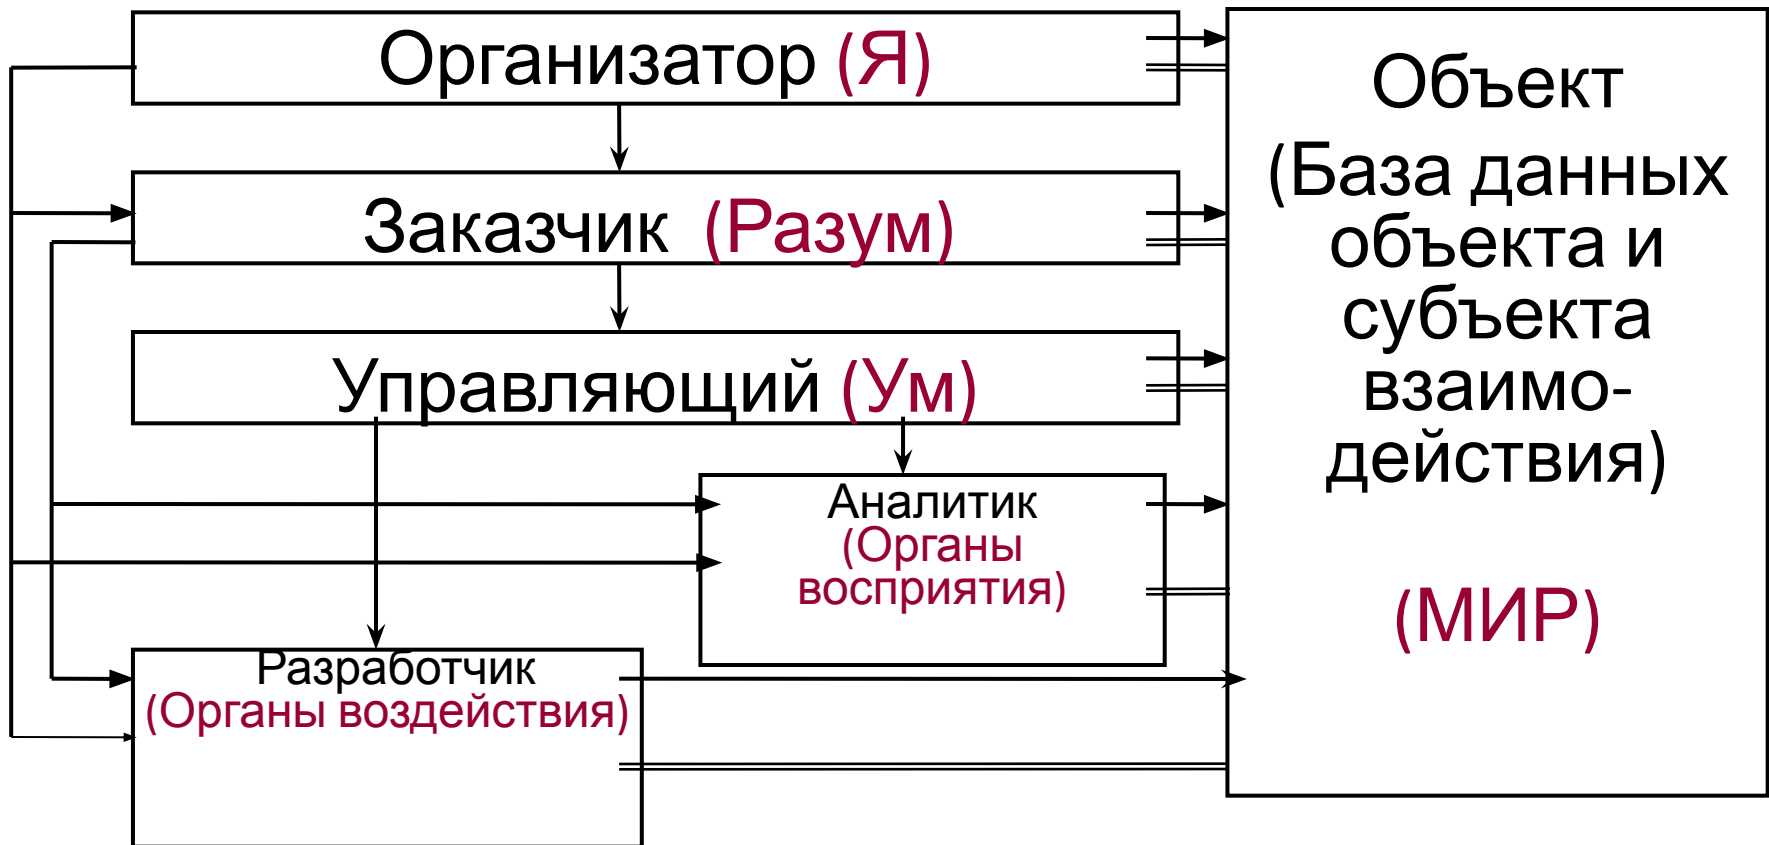 Организатор (Я)
Заказчик (Разум)
Управляющий (Ум)
Аналитик
(Органы
восприятия)
Разработчик
(Органы воздействия)
Объект
(База данных
объекта и
субъекта
взаимо-
действия)
(МИР)